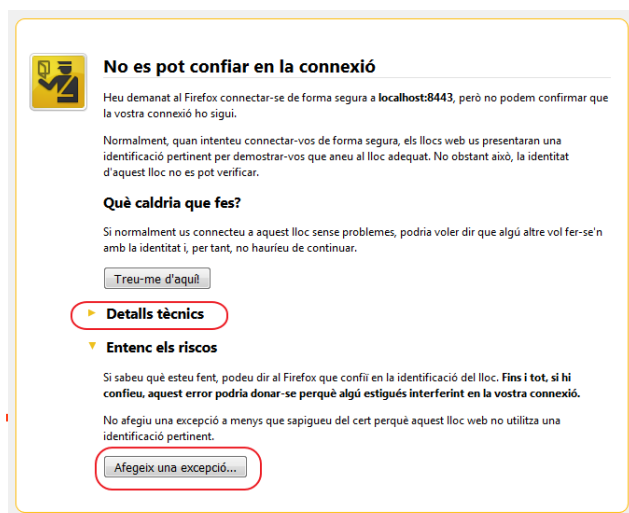 No es pot confiar en la connexió
Heu demanat al Firefox connectar-se de forma segura a localhost:8443, però no podem confirmar que
la vostra connexió ho sigui.
Normalment, quan intenteu connectar-vos de forma segura, els llocs web us presentaran una
identificació pertinent per demostrar-vos que aneu al lloc adequat. No obstant això, la identitat
d'aquest lloc no es pot verificar.
Què caldria que fes?
Si normalment us connecteu a aquest lloc sense problemes, podria voler dir que algú altre vol fer-se'n
amb la identitat i, per tant, no hauríeu de continuar.
Treu-me d'aquí!
Detalls tècnics
Entenc els riscos
Si sabeu què esteu fent, podeu dir al Firefox que confiï en la identificació del lloc. Fins i tot, si hi
confieu, aquest error podria donar-se perquè algú estigués interferint en la vostra connexió.
No afegiu una excepció a menys que sapigueu del cert perquè aquest lloc web no utilitza una
identificació pertinent.
Afegeix una excepció...